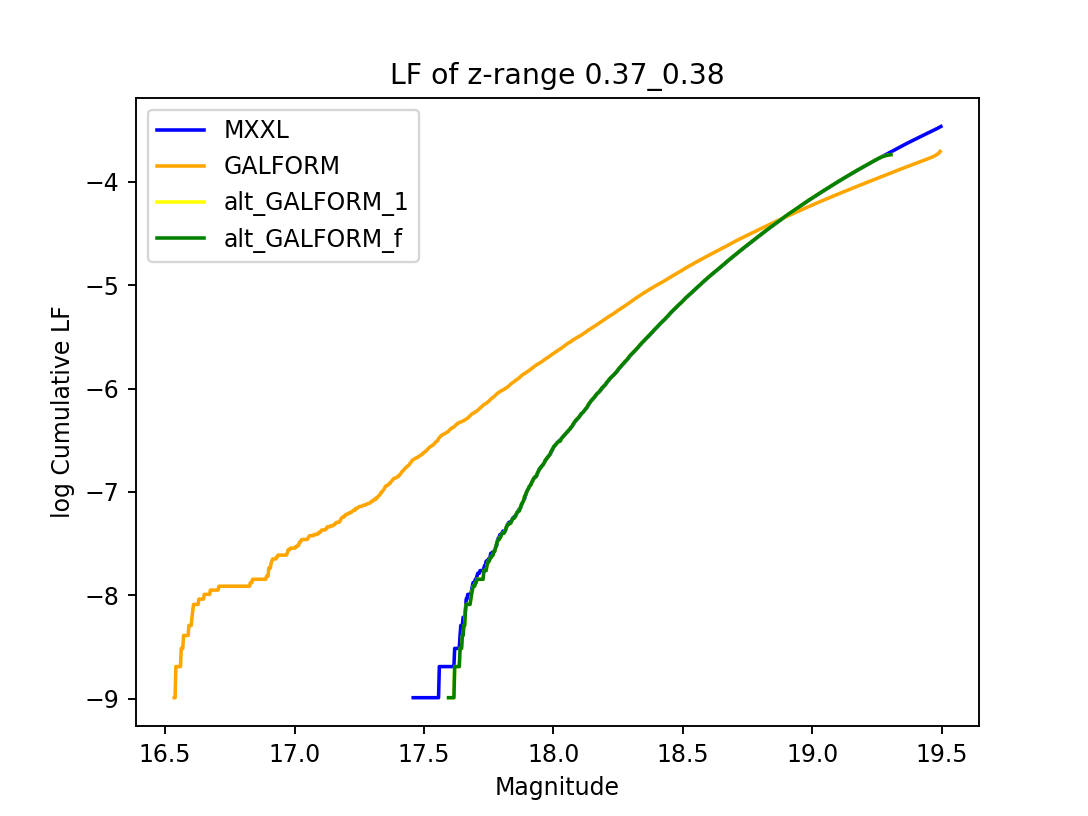 LF of z-range 0.37_0.38
MXXL
GALFORM
alt_GALFORM_1
alt_GALFORM_f
log Cumulative LF
−4
−5
−6
−7
−8
−9
16.5 17.0 17.5 18.0 18.5 19.0 19.5
Magnitude